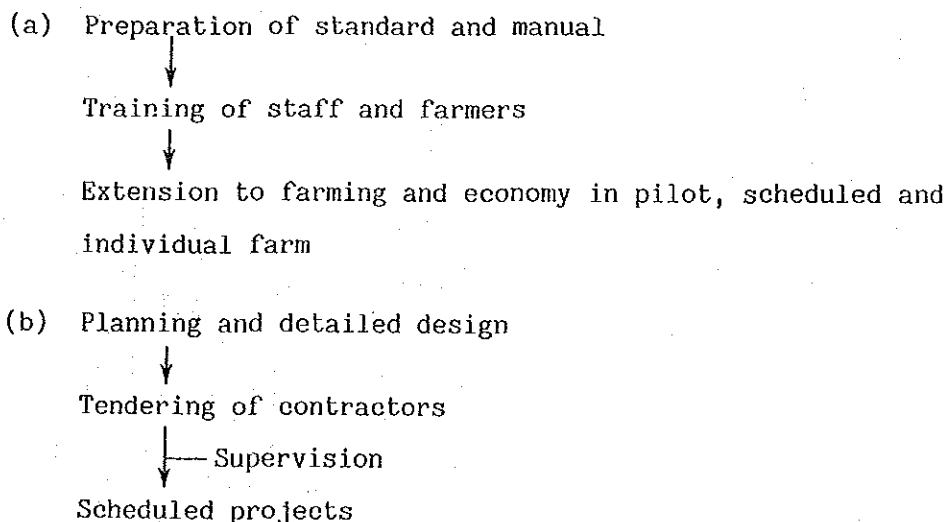 (a) Preparation of standard and manual
Training of staff and farmers
Extension to farming and economy in pilot, scheduled and
individual farm
(b) Planning and detailed design
Tendering of contractors
Supervision
Scheduled projects